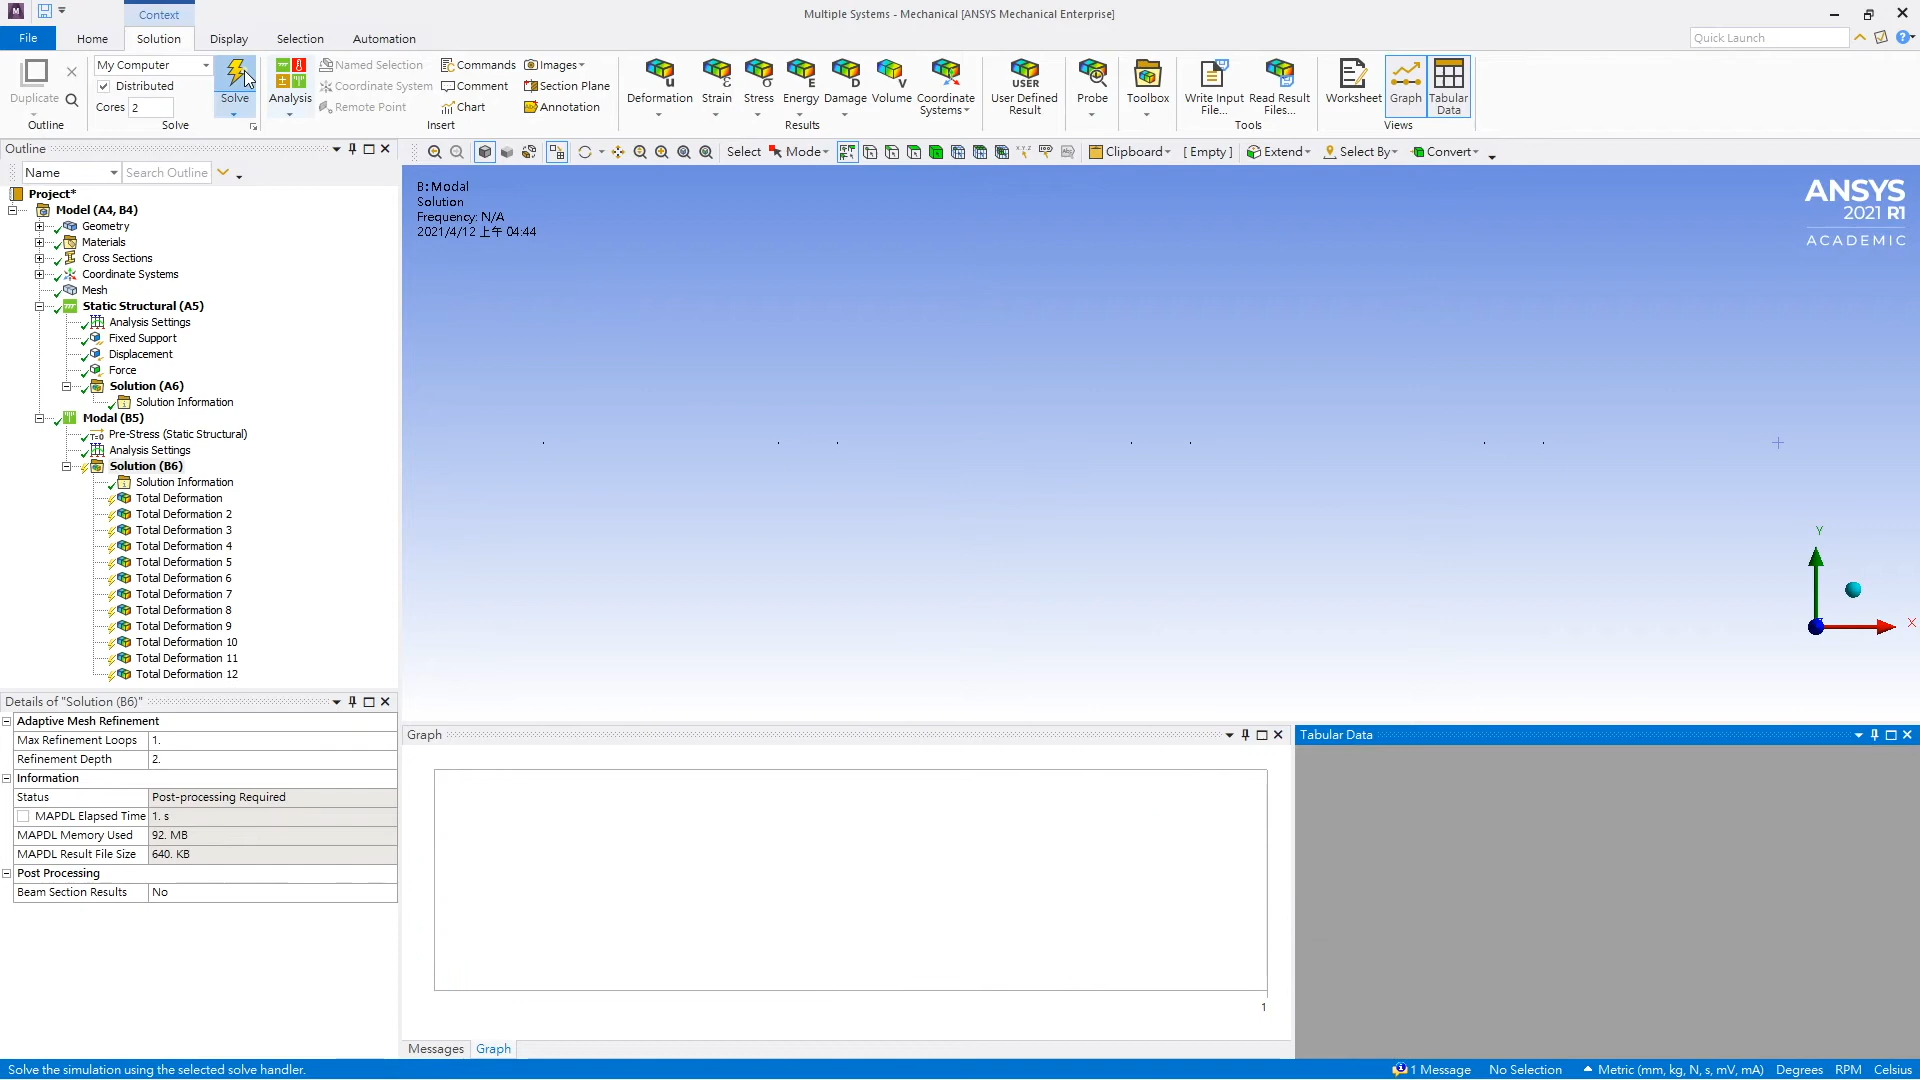 Context
Multiple Systems - Mechanical [ANSYS Mechanical Enterprise]
File
Home
Solution
Display
Selection
Automation
Quick Launch
Duplicate
Outline
My Computer
Distributed
Cores 2
Solve
Solve
Analysis
Named Selection
Coordinate System
Remote Point
Commands
Comment
Chart
Images
Section Plane
Annotation
Insert
Deformation
Strain
Stress
Energy
Damage
Volume
Coordinate
Systems
Results
USER
User Defined
Result
Probe
Toolbox
Write Input
File...
Read Result
Files...
Tools
Worksheet
Graph
Tabular
Data
Views
Outline
Name
Search Outline
Select
Mode
Clipboard
[ Empty ]
Extend
Select By
Convert
Project*
Model (A4, B4)
Geometry
Materials
Cross Sections
Coordinate Systems
Mesh
Static Structural (A5)
Analysis Settings
Fixed Support
Displacement
Force
Solution (A6)
Solution Information
Modal (B5)
Pre-Stress (Static Structural)
Analysis Settings
Solution (B6)
Solution Information
Total Deformation
Total Deformation 2
Total Deformation 3
Total Deformation 4
Total Deformation 5
Total Deformation 6
Total Deformation 7
Total Deformation 8
Total Deformation 9
Total Deformation 10
Total Deformation 11
Total Deformation 12
B: Modal
Solution
Frequency: N/A
2021/4/12 上午 04:44
ANSYS
2021 R1
ACADEMIC
Y
X
Details of "Solution (B6)"
Adaptive Mesh Refinement
Max Refinement Loops 1.
Refinement Depth 2.
Information
Status Post-processing Required
MAPDL Elapsed Time 1. s
MAPDL Memory Used 92. MB
MAPDL Result File Size 640. KB
Post Processing
Beam Section Results No
Graph
1
Messages
Graph
Tabular Data
Solve the simulation using the selected solve handler.
1 Message
No Selection
Metric (mm, kg, N, s, mV, mA)
Degrees
RPM
Celsius